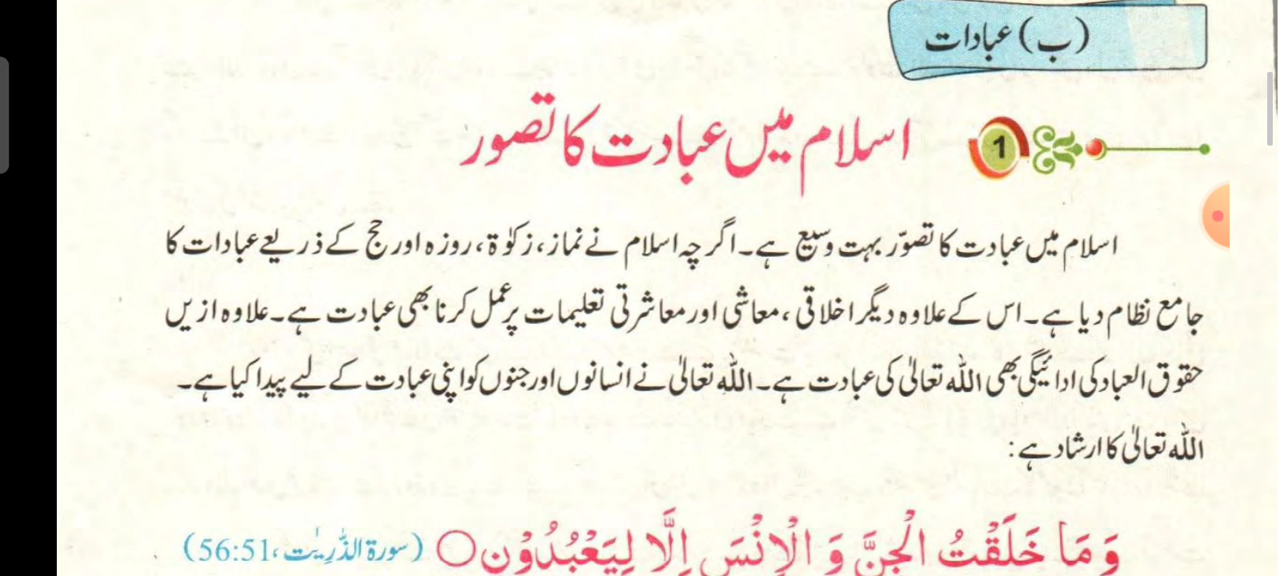 (ب) عبادات
1 اسلام میں عبادت کا تصور
اسلام میں عبادت کا تصوّر بہت وسیع ہے۔ اگرچہ اسلام نے نماز، زکوٰۃ، روزہ اور حج کے ذریعے عبادات کا
جامع نظام دیا ہے۔ اس کے علاوہ دیگر اخلاقی، معاشی اور معاشرتی تعلیمات پر عمل کرنا بھی عبادت ہے۔ علاوہ ازیں
حقوق العباد کی ادائیگی بھی اللہ تعالیٰ کی عبادت ہے۔ اللہ تعالیٰ نے انسانوں اور جنوں کو اپنی عبادت کے لیے پیدا کیا ہے۔
اللہ تعالیٰ کا ارشاد ہے:
وَ مَا خَلَقْتُ الْجِنَّ وَ الْاِنْسَ اِلَّا لِيَعْبُدُوْنِ ○ (سورۃ الذّٰریٰت، 56:51)